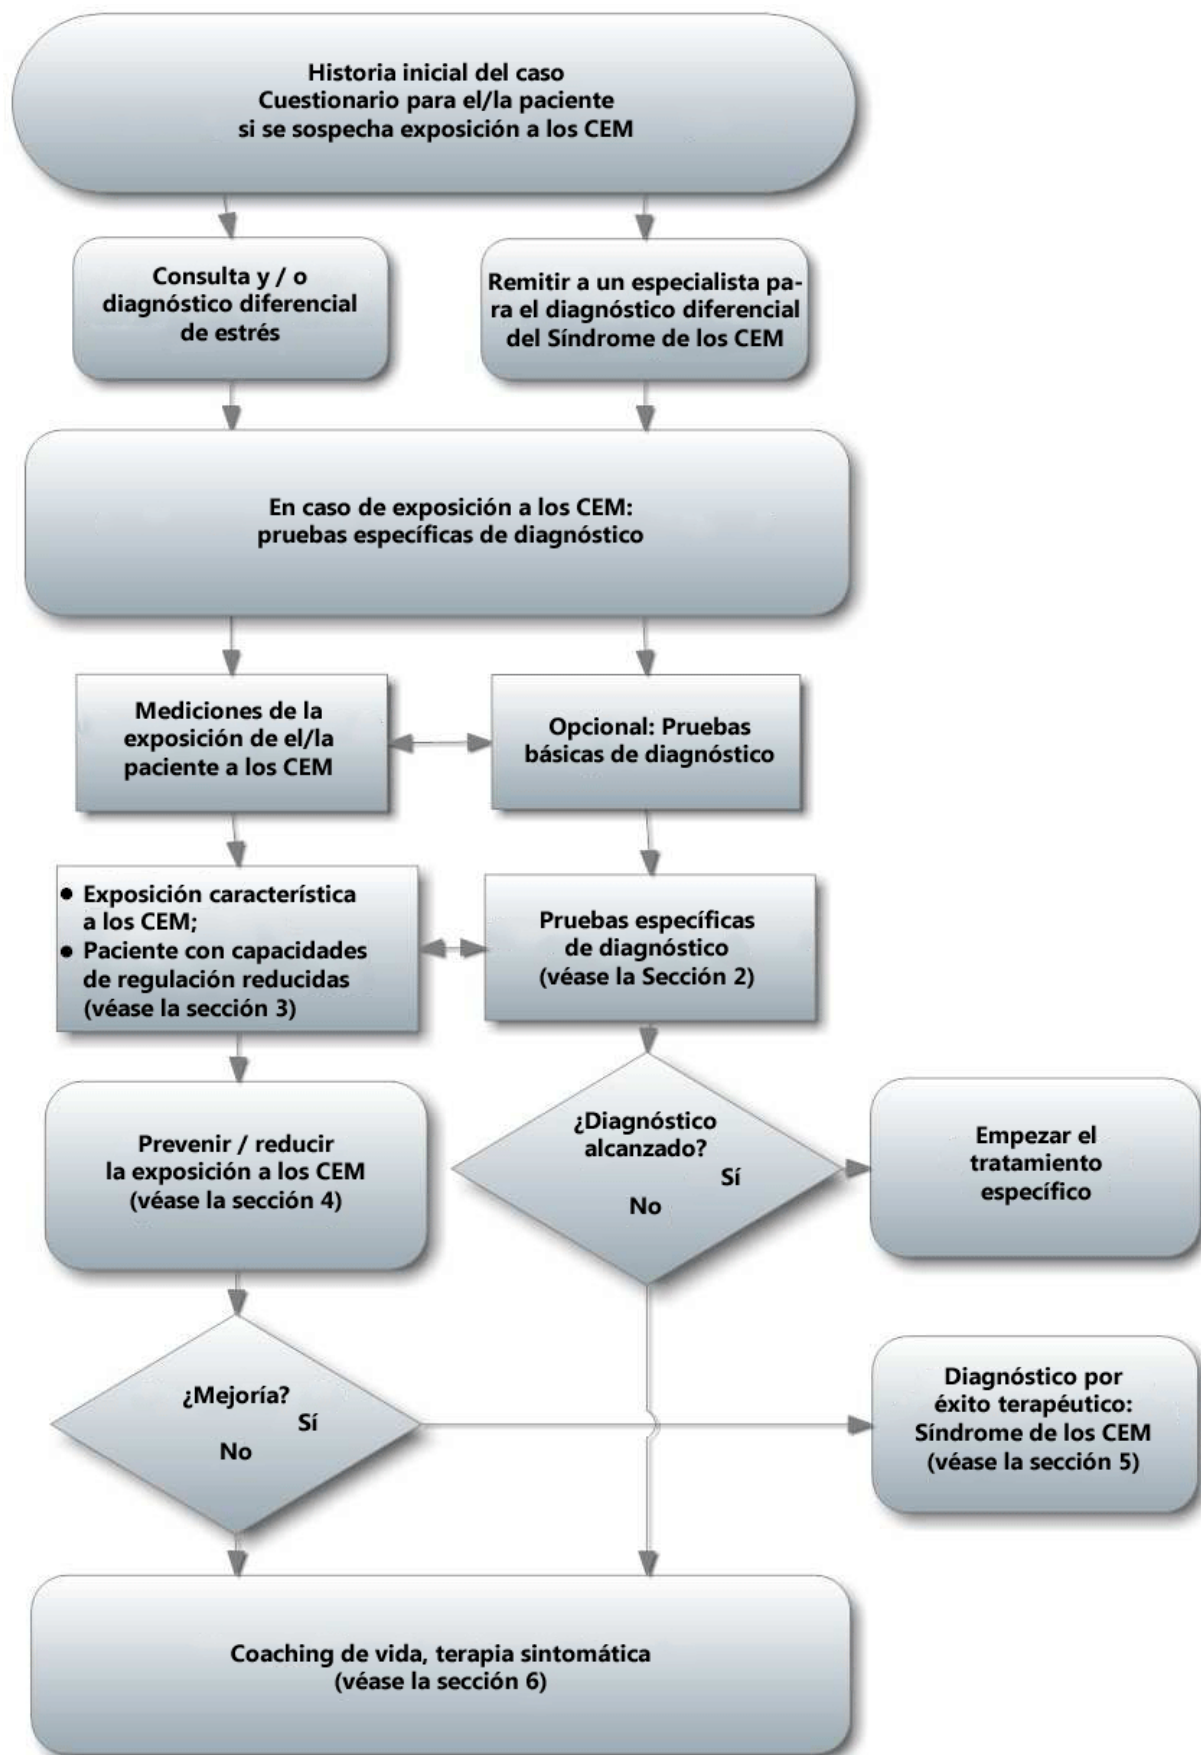 Historia inicial del caso
Cuestionario para el/la paciente
si se sospecha exposición a los CEM
Consulta y / o
diagnóstico diferencial
de estrés
Remitir a un especialista pa-
ra el diagnóstico diferencial
del Síndrome de los CEM
En caso de exposición a los CEM:
pruebas específicas de diagnóstico
Mediciones de la
exposición de el/la
paciente a los CEM
Opcional: Pruebas
básicas de diagnóstico
• Exposición característica
a los CEM;
• Paciente con capacidades
de regulación reducidas
(véase la sección 3)
Pruebas específicas
de diagnóstico
(véase la Sección 2)
Prevenir / reducir
la exposición a los CEM
(véase la sección 4)
¿Diagnóstico
alcanzado?
Sí
No
Empezar el
tratamiento
específico
¿Mejoría?
Sí
No
Diagnóstico por
éxito terapéutico:
Síndrome de los CEM
(véase la sección 5)
Coaching de vida, terapia sintomática
(véase la sección 6)